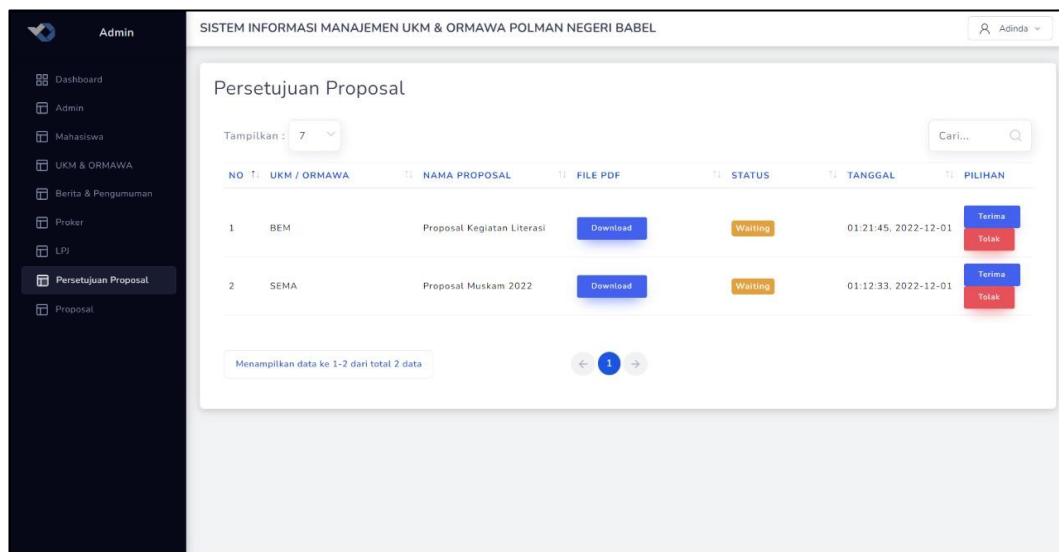 Admin
SISTEM INFORMASI MANAJEMEN UKM & ORMAWA POLMAN NEGERI BABEL
Adinda
Dashboard
Admin
Mahasiswa
UKM & ORMAWA
Berita & Pengumuman
Proker
LPJ
Persetujuan Proposal
Proposal
Persetujuan Proposal
Tampilkan : 7
Cari...
NO UKM / ORMAWA NAMA PROPOSAL FILE PDF STATUS TANGGAL PILIHAN
1 BEM Proposal Kegiatan Literasi Download Waiting 01:21:45, 2022-12-01 Terima
Tolak
2 SEMA Proposal Muskam 2022 Download Waiting 01:12:33, 2022-12-01 Terima
Tolak
Menampilkan data ke 1-2 dari total 2 data
← 1 →